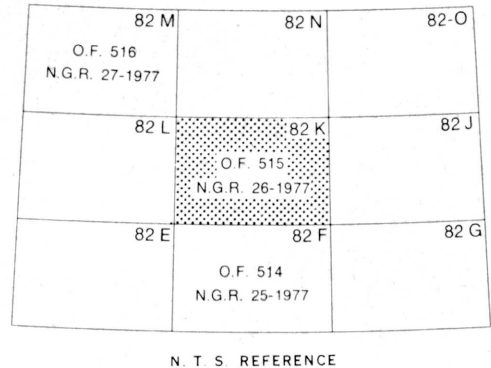 82 M
82 N
82-O
O.F. 516
N.G.R. 27-1977
82 L
82 K
82 J
O.F. 515
N.G.R. 26-1977
82 E
82 F
82 G
O.F. 514
N.G.R. 25-1977
N. T. S. REFERENCE